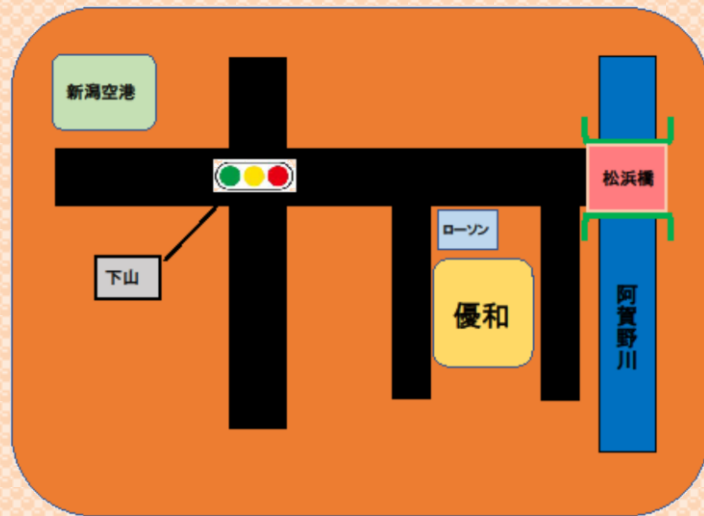 新潟空港
松浜橋
ローソン
下山
優和
阿賀野川